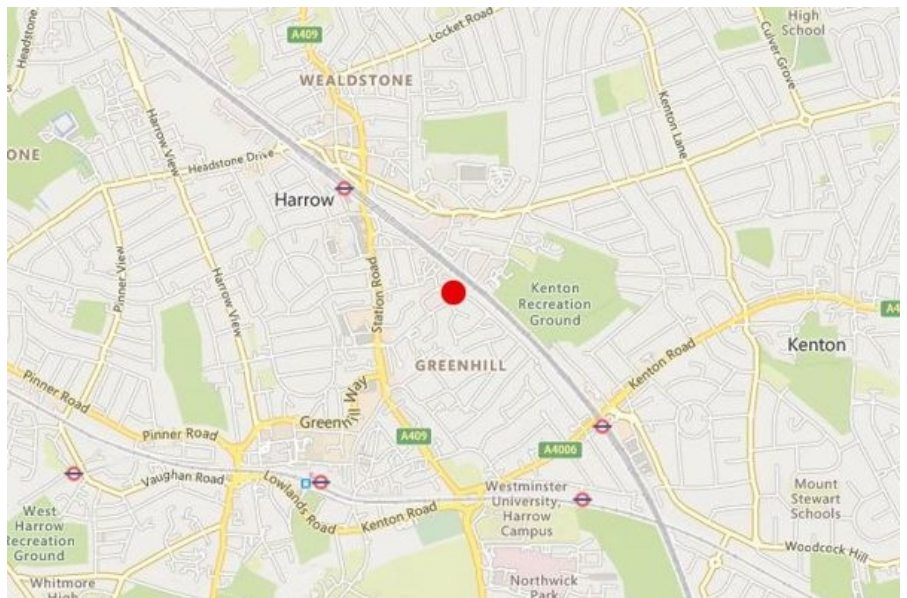 High
School
A409
Locket Road
Culver Grove
Headstone
WEALDSTONE
Harrow View
Kenton Lane
ONE
Headstone Drive
Harrow
Pinner View
Harrow View
Station Road
Kenton
Recreation
Ground
A4
Kenton
GREENHILL
Kenton Road
Pinner Road
Greenhill Way
Pinner Road
A409
A4006
Vaughan Road
Lowlands Road
Westminster
University,
Harrow
Campus
Mount
Stewart
Schools
West
Harrow
Recreation
Ground
Kenton Road
Woodcock Hill
Whitmore
High
Northwick
Park